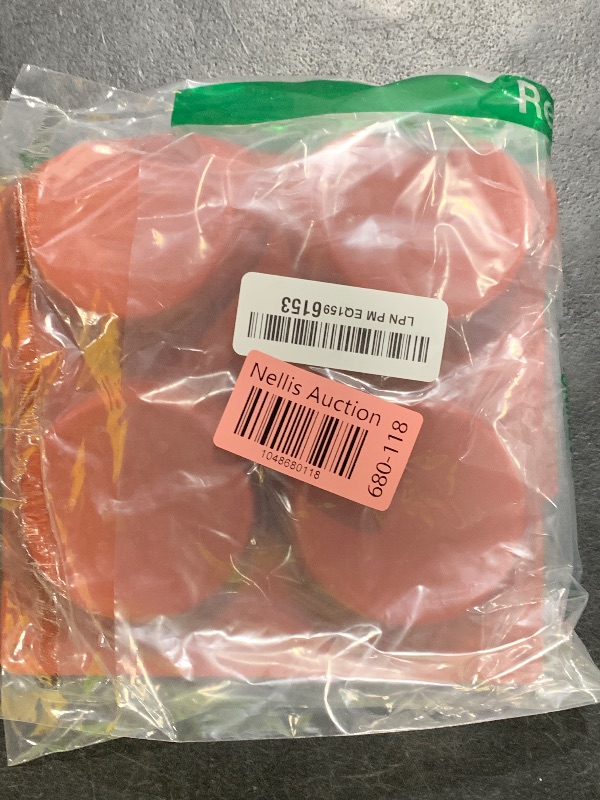 Re
LPN PM EQ1596153
Nellis Auction
1048680118
680-118